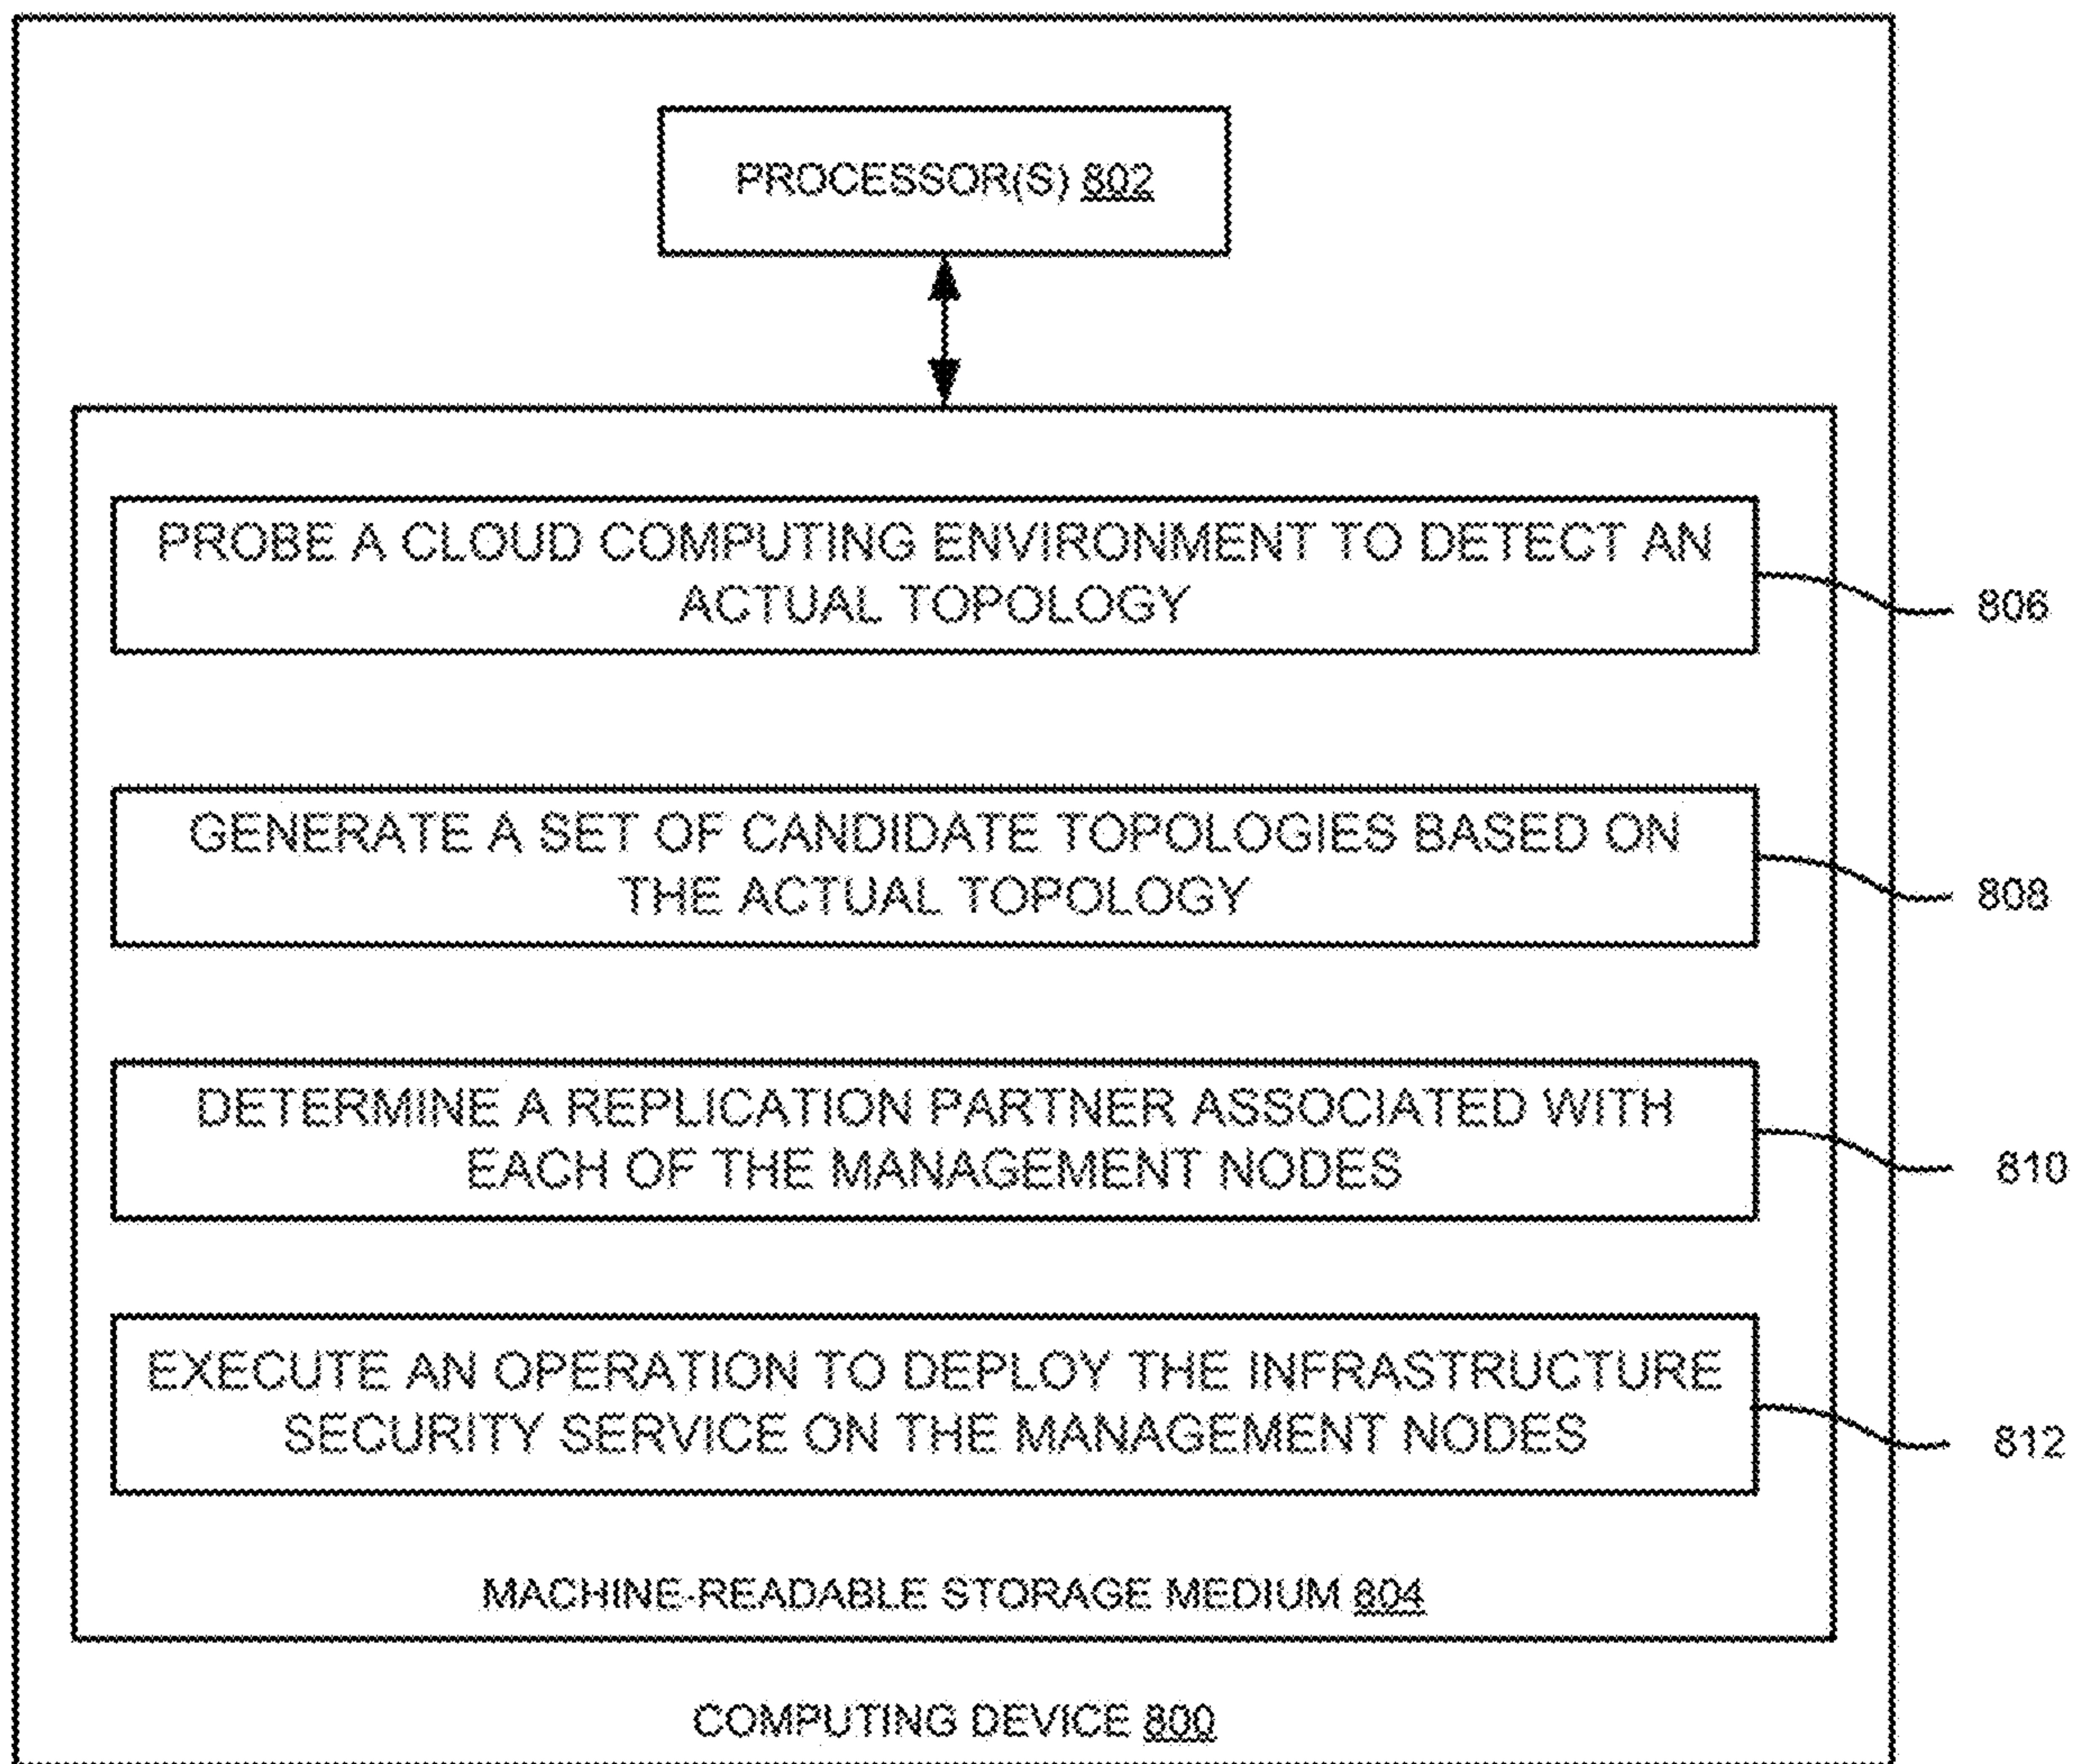 PROCESSOR(S) 802
PROBE A CLOUD COMPUTING ENVIRONMENT TO DETECT AN
ACTUAL TOPOLOGY
806
GENERATE A SET OF CANDIDATE TOPOLOGIES BASED ON
THE ACTUAL TOPOLOGY
808
DETERMINE A REPLICATION PARTNER ASSOCIATED WITH
EACH OF THE MANAGEMENT NODES
810
EXECUTE AN OPERATION TO DEPLOY THE INFRASTRUCTURE
SECURITY SERVICE ON THE MANAGEMENT NODES
812
MACHINE-READABLE STORAGE MEDIUM 804
COMPUTING DEVICE 800